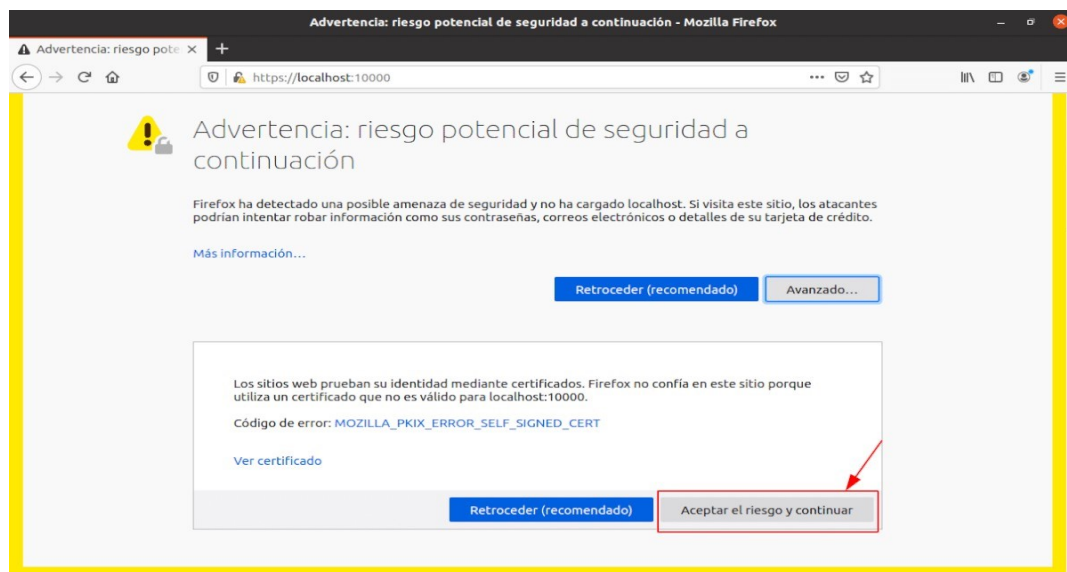 Advertencia: riesgo potencial de seguridad a continuación - Mozilla Firefox
Advertencia: riesgo pote
https://localhost:10000
Advertencia: riesgo potencial de seguridad a
continuación
Firefox ha detectado una posible amenaza de seguridad y no ha cargado localhost. Si visita este sitio, los atacantes
podrían intentar robar información como sus contraseñas, correos electrónicos o detalles de su tarjeta de crédito.
Más información...
Retroceder (recomendado) Avanzado...
Los sitios web prueban su identidad mediante certificados. Firefox no confía en este sitio porque
utiliza un certificado que no es válido para localhost:10000.
Código de error: MOZILLA_PKIX_ERROR_SELF_SIGNED_CERT
Ver certificado
Retroceder (recomendado) Aceptar el riesgo y continuar